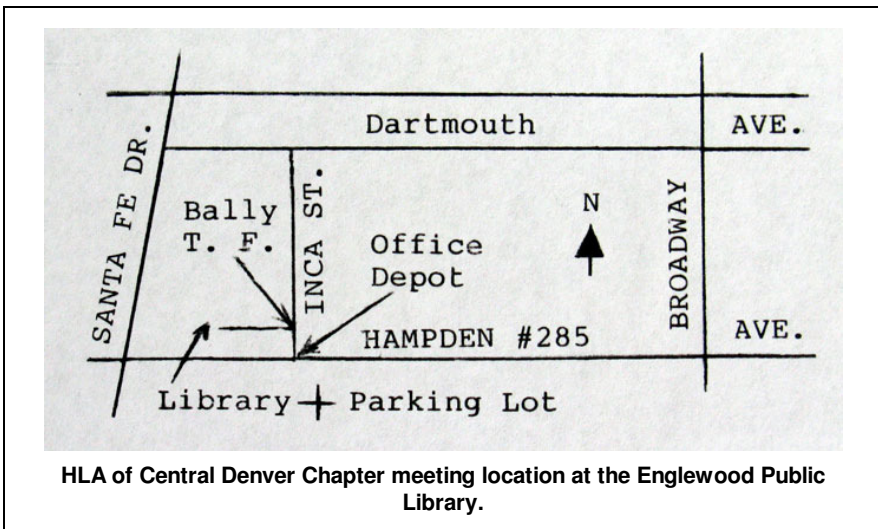 Dartmouth AVE.
SANTA FE DR.
Bally
T. F.
INCA ST.
N
Office
Depot
BROADWAY
HAMPDEN #285 AVE.
Library + Parking Lot
HLA of Central Denver Chapter meeting location at the Englewood Public
Library.